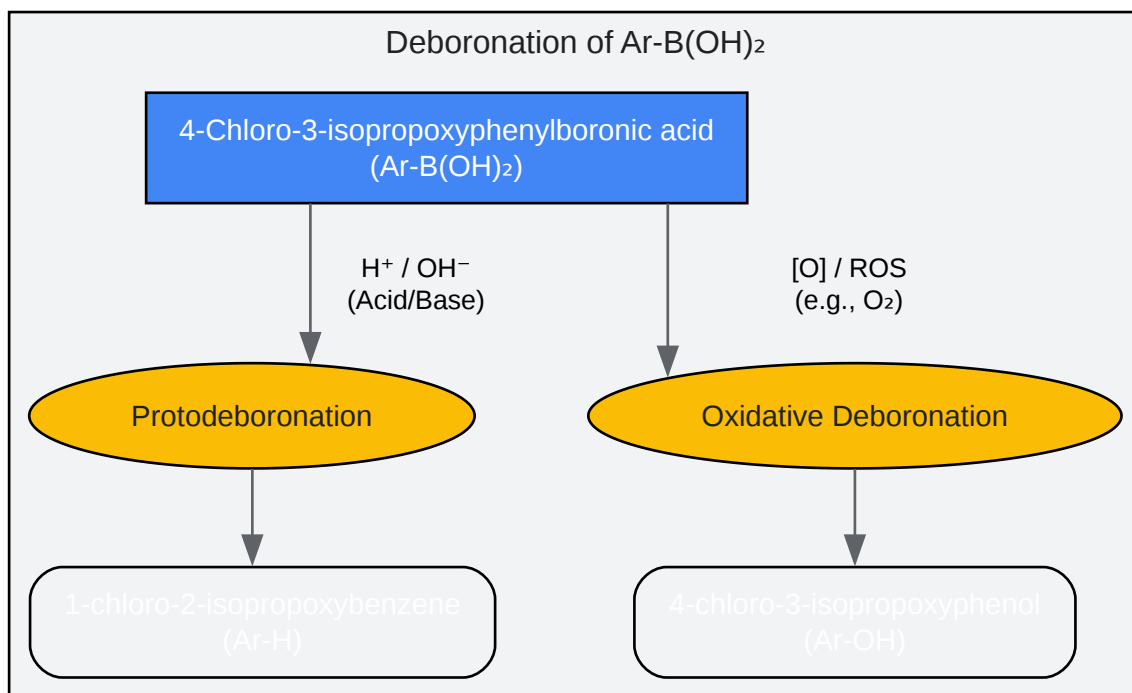 Deboronation of Ar-B(OH)₂
4-Chloro-3-isopropoxyphenylboronic acid
(Ar-B(OH)₂)
H⁺ / OH⁻
(Acid/Base)
[O] / ROS
(e.g., O₂)
Protodeboronation
Oxidative Deboronation
1-chloro-2-isopropoxybenzene
(Ar-H)
4-chloro-3-isopropoxyphenol
(Ar-OH)